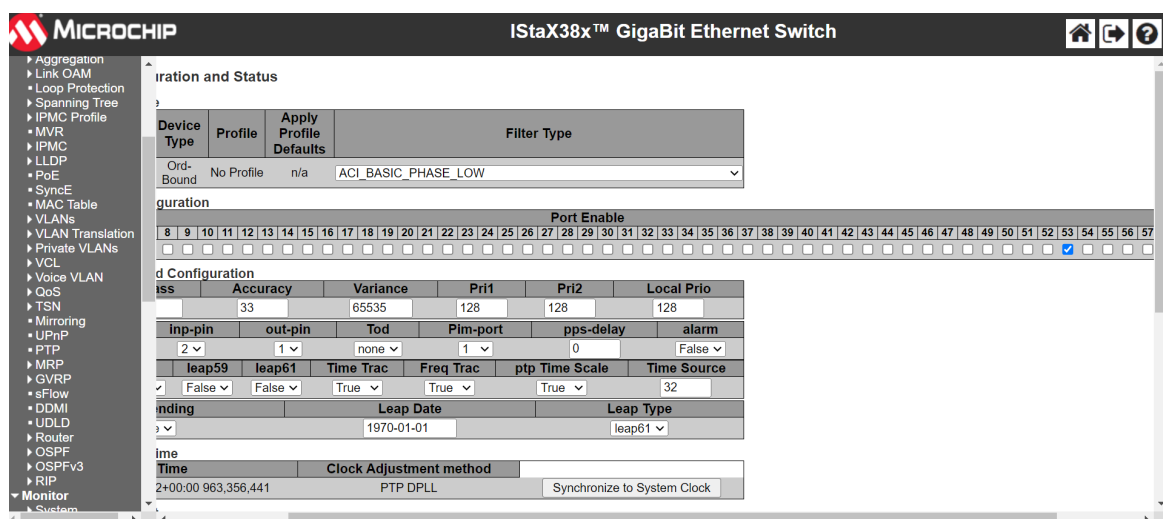 MICROCHIP
IStaX38x™ GigaBit Ethernet Switch
Aggregation
Link OAM
Loop Protection
Spanning Tree
IPMC Profile
MVR
IPMC
LLDP
PoE
SyncE
MAC Table
VLANs
VLAN Translation
Private VLANs
VCL
Voice VLAN
QoS
TSN
Mirroring
UPnP
PTP
MRP
GVRP
sFlow
DDMI
UDLD
Router
OSPF
OSPFv3
RIP
Monitor
System
ration and Status
Device Type Profile Apply Profile Defaults Filter Type
Ord-Bound No Profile n/a ACI_BASIC_PHASE_LOW
guration
Port Enable
8 9 10 11 12 13 14 15 16 17 18 19 20 21 22 23 24 25 26 27 28 29 30 31 32 33 34 35 36 37 38 39 40 41 42 43 44 45 46 47 48 49 50 51 52 53 54 55 56 57
d Configuration
ass Accuracy Variance Pri1 Pri2 Local Prio
33 65535 128 128 128
inp-pin out-pin Tod Pim-port pps-delay alarm
2 1 none 1 0 False
leap59 leap61 Time Trac Freq Trac ptp Time Scale Time Source
False False True True True 32
ending Leap Date Leap Type
1970-01-01 leap61
ime
Time Clock Adjustment method
2+00:00 963,356,441 PTP DPLL Synchronize to System Clock